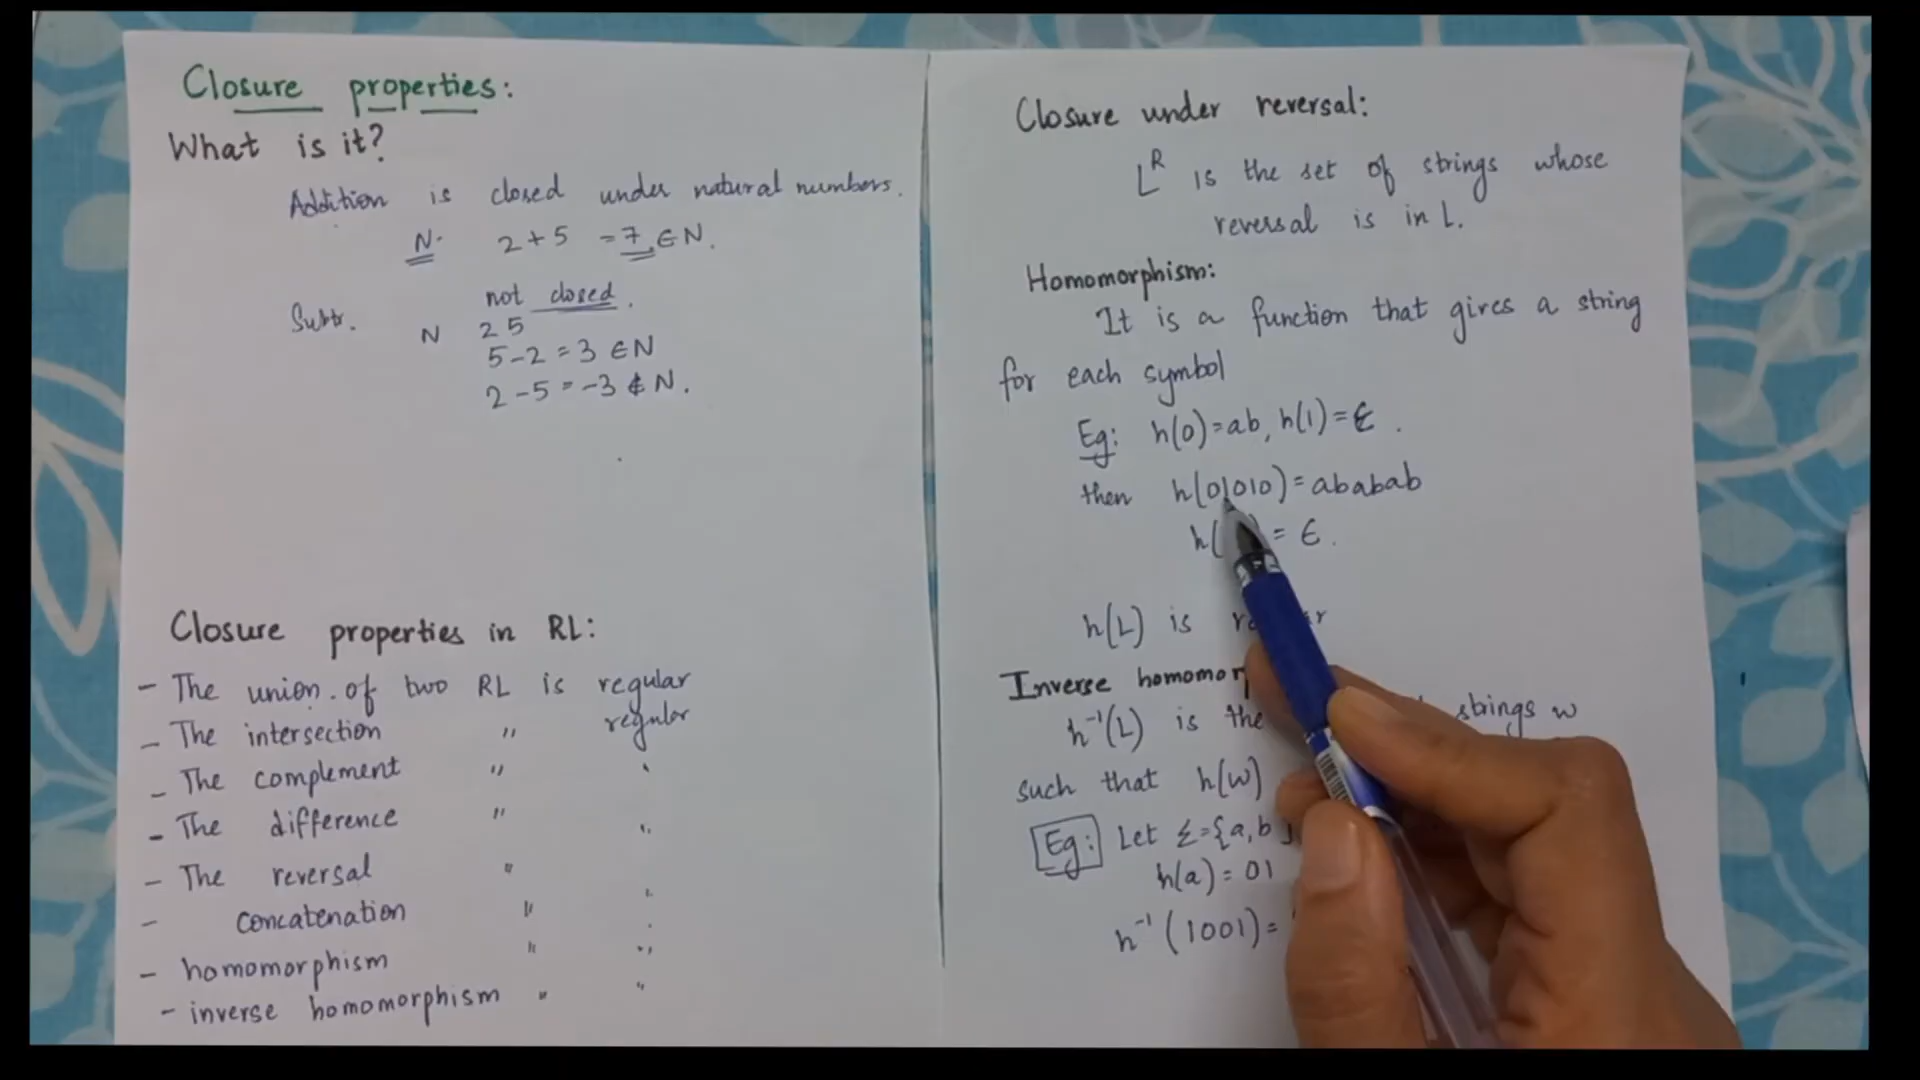 Closure properties:
What is it?
Addition is closed under natural numbers.
N. 2 + 5 = 7 ∈ N.
not closed.
Subtr. N 2 5
5 - 2 = 3 ∈ N
2 - 5 = -3 ∉ N.
Closure properties in RL:
- The union of two RL is regular
- The intersection " regular
- The complement " "
- The difference " "
- The reversal " "
- concatenation " "
- homomorphism " "
- inverse homomorphism " "
Closure under reversal:
L^R is the set of strings whose
reversal is in L.
Homomorphism:
It is a function that gives a string
for each symbol
Eg: h(0)=ab, h(1)=ε.
then h(01010)=ababab
h( ) = ε.
h(L) is
Inverse
h⁻¹(L) is the strings w
such that h(w)
Eg: Let Σ={a,b
h(a) = 01
h⁻¹(1001) =